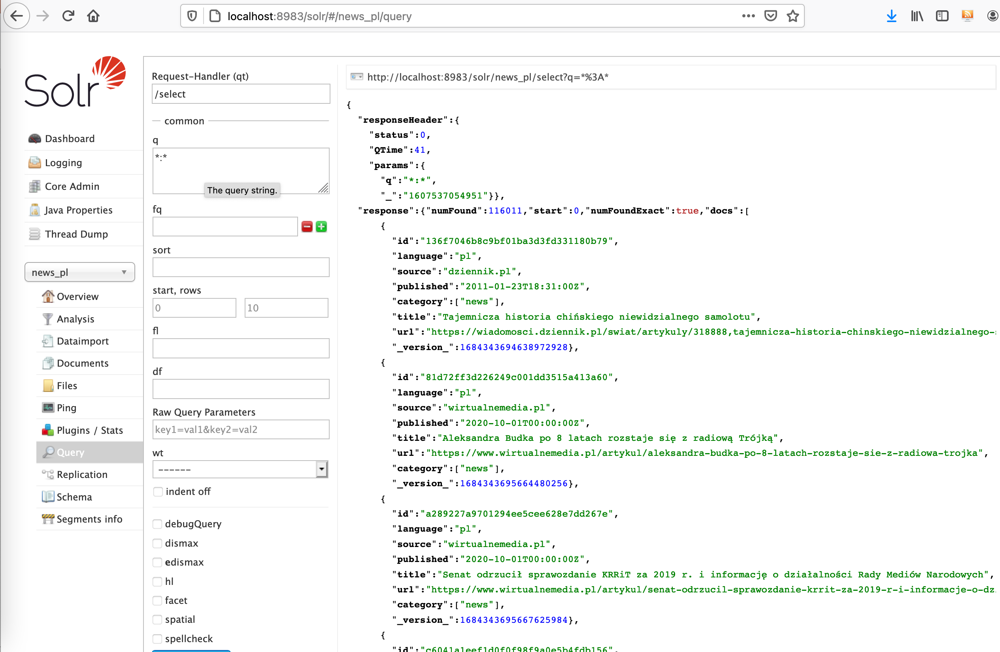 localhost:8983/solr/#/news_pl/query
Solr
Dashboard
Logging
Core Admin
Java Properties
Thread Dump
news_pl
Overview
Analysis
Dataimport
Documents
Files
Ping
Plugins / Stats
Query
Replication
Schema
Segments info
Request-Handler (qt)
/select
common
q
*:*
The query string.
fq
sort
start, rows
0
10
fl
df
Raw Query Parameters
key1=val1&key2=val2
wt
------
indent off
debugQuery
dismax
edismax
hl
facet
spatial
spellcheck
http://localhost:8983/solr/news_pl/select?q=*%3A*
{
"responseHeader":{
"status":0,
"QTime":41,
"params":{
"q":"*:*",
"_":"1607537054951"}},
"response":{"numFound":116011,"start":0,"numFoundExact":true,"docs":[
{
"id":"136f7046b8c9bf01ba3d3fd331180b79",
"language":"pl",
"source":"dziennik.pl",
"published":"2011-01-23T18:31:00Z",
"category":["news"],
"title":"Tajemnicza historia chińskiego niewidzialnego samolotu",
"url":"https://wiadomosci.dziennik.pl/swiat/artykuly/318888,tajemnicza-historia-chinskiego-niewidzialnego-
"_version_":1684343694638972928},
{
"id":"81d72ff3d226249c001dd3515a413a60",
"language":"pl",
"source":"wirtualnemedia.pl",
"published":"2020-10-01T00:00:00Z",
"title":"Aleksandra Budka po 8 latach rozstaje się z radiową Trójką",
"url":"https://www.wirtualnemedia.pl/artykul/aleksandra-budka-po-8-latach-rozstaje-sie-z-radiowa-trojka",
"category":["news"],
"_version_":1684343695664480256},
{
"id":"a289227a9701294ee5cee628e7dd267e",
"language":"pl",
"source":"wirtualnemedia.pl",
"published":"2020-10-01T00:00:00Z",
"title":"Senat odrzucił sprawozdanie KRRiT za 2019 r. i informację o działalności Rady Mediów Narodowych",
"url":"https://www.wirtualnemedia.pl/artykul/senat-odrzucil-sprawozdanie-krrit-za-2019-r-i-informacje-o-dz
"category":["news"],
"_version_":1684343695667625984},
{
"id":"c6041a1eef1d0f0f98f9a0e5b4fdb156",